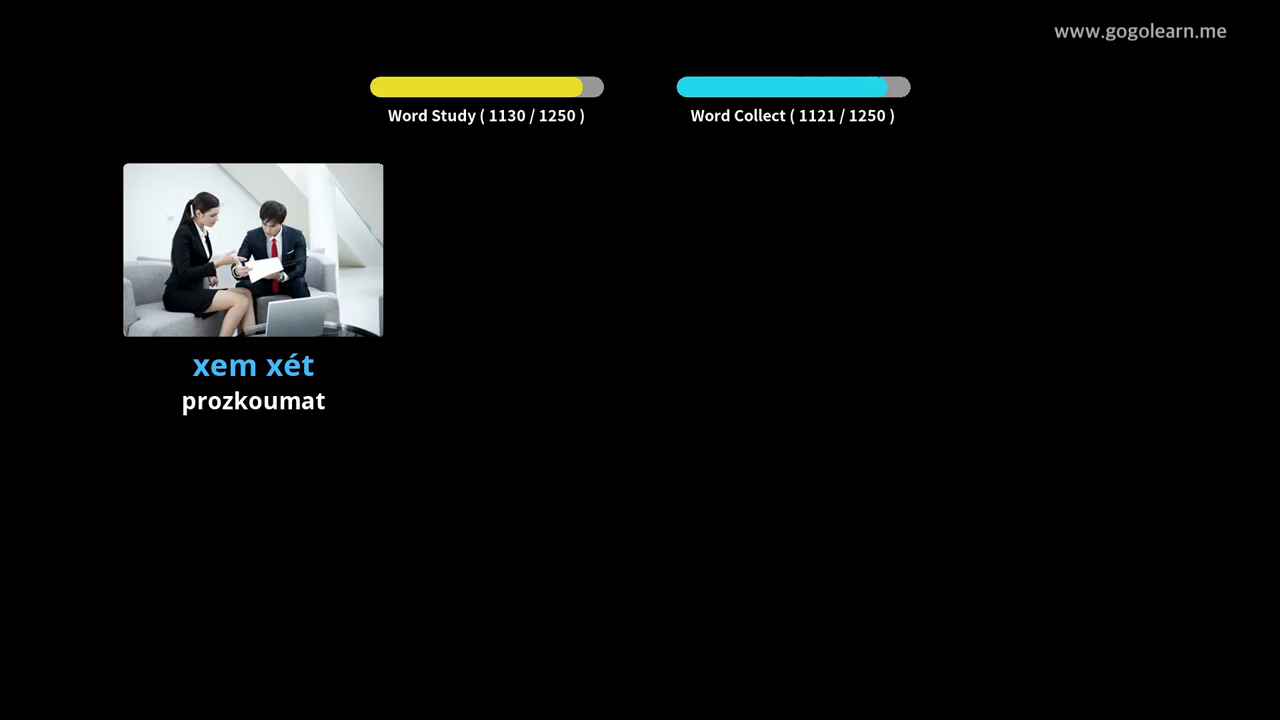 www.gogolearn.me
Word Study ( 1130 / 1250 )
Word Collect ( 1121 / 1250 )
xem xét
prozkoumat